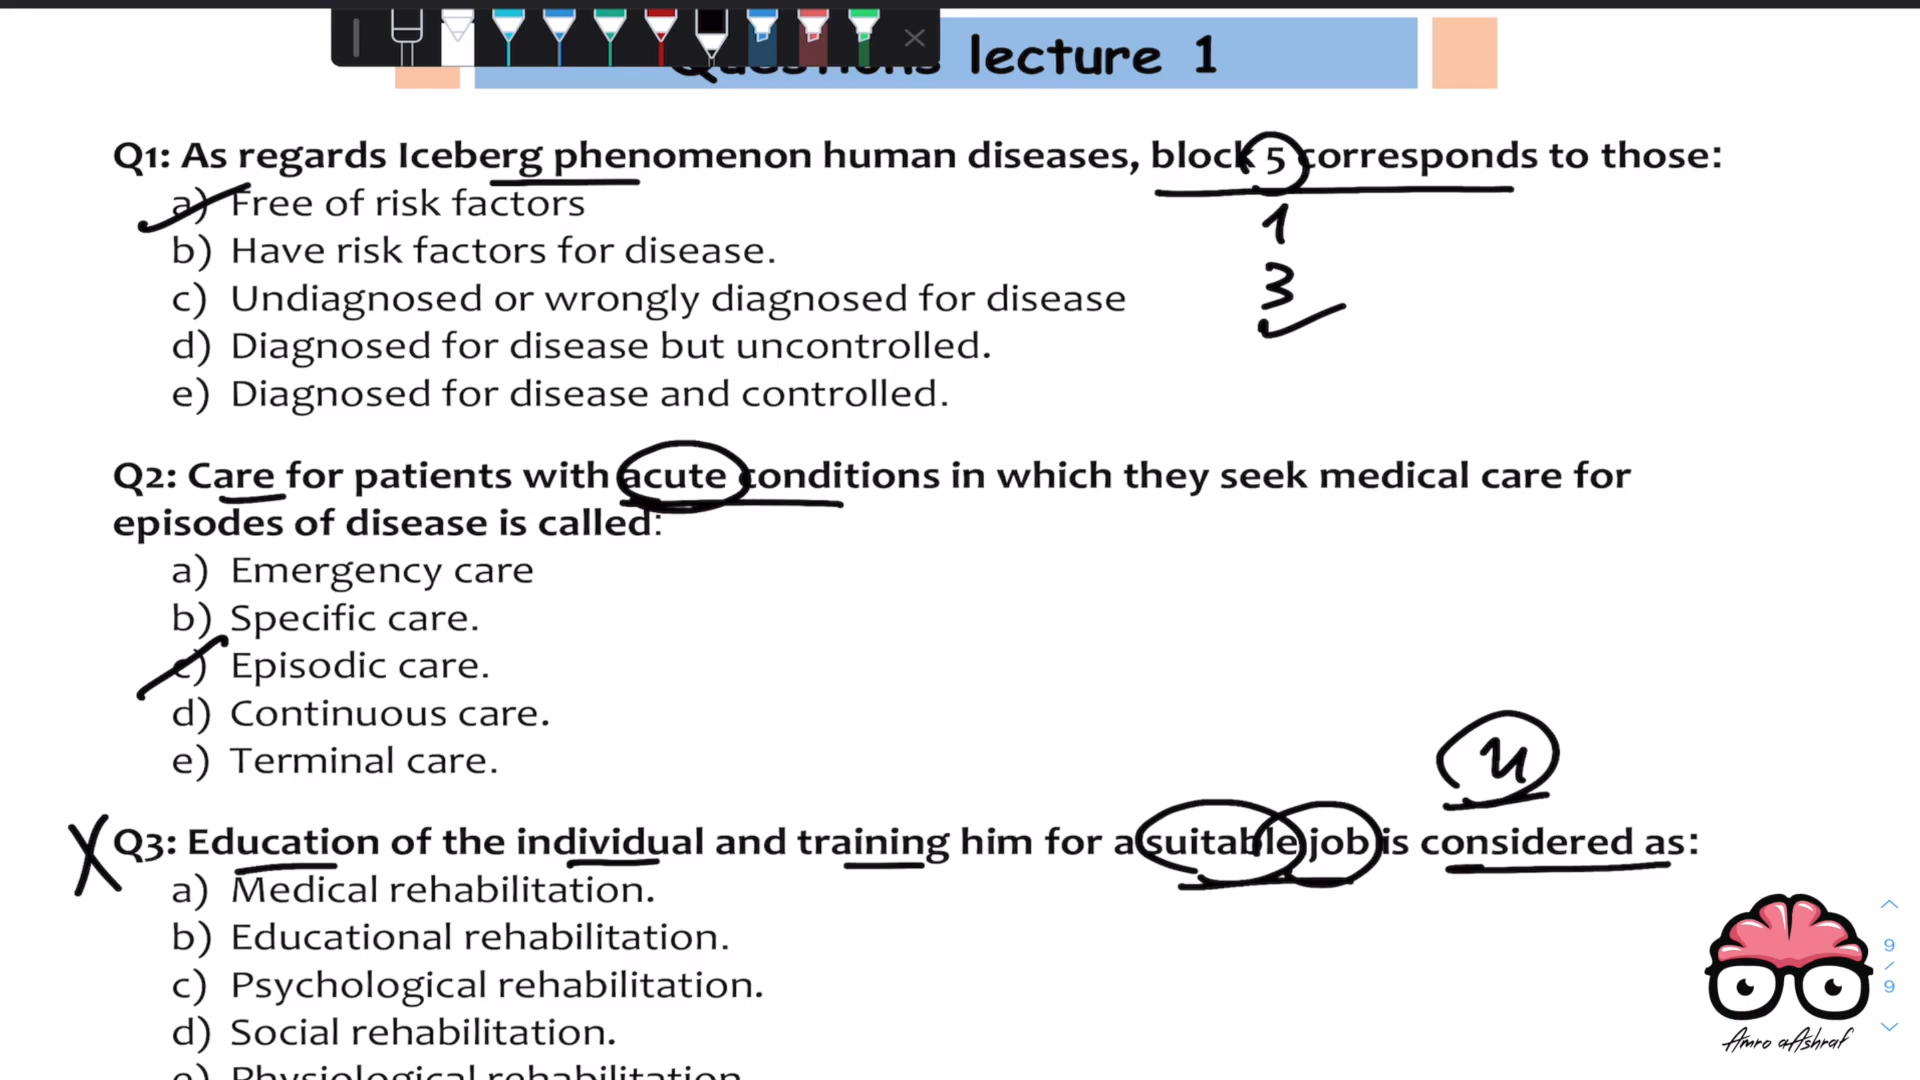 Questions lecture 1
Q1: As regards Iceberg phenomenon human diseases, block 5 corresponds to those:
a) Free of risk factors
1
b) Have risk factors for disease.
3
c) Undiagnosed or wrongly diagnosed for disease
d) Diagnosed for disease but uncontrolled.
e) Diagnosed for disease and controlled.
Q2: Care for patients with acute conditions in which they seek medical care for
episodes of disease is called:
a) Emergency care
b) Specific care.
c) Episodic care.
d) Continuous care.
e) Terminal care.
Q3: Education of the individual and training him for a suitable job is considered as:
a) Medical rehabilitation.
b) Educational rehabilitation.
c) Psychological rehabilitation.
d) Social rehabilitation.
e) Physiological rehabilitation
9
/
9
Amro Ashraf